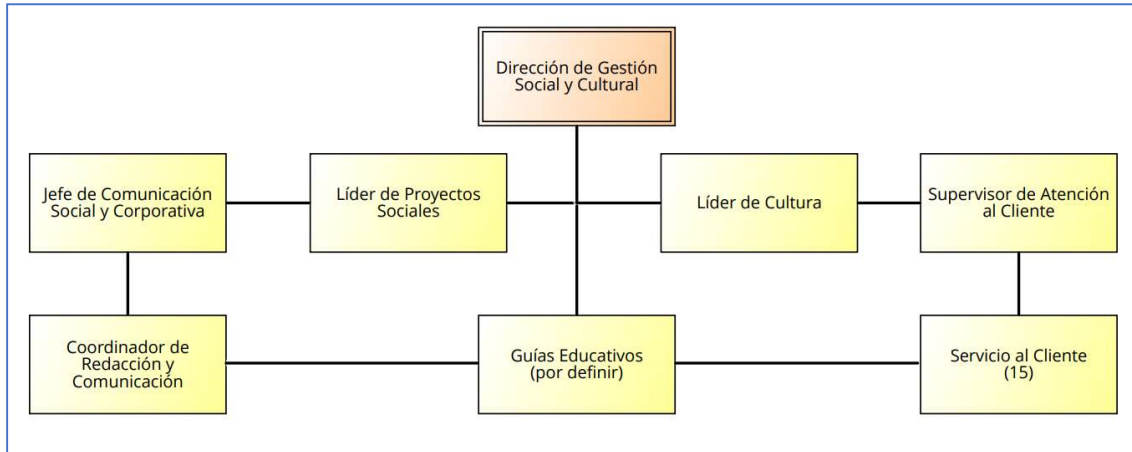 Dirección de Gestión
Social y Cultural
Jefe de Comunicación
Social y Corporativa
Líder de Proyectos
Sociales
Líder de Cultura
Supervisor de Atención
al Cliente
Coordinador de
Redacción y
Comunicación
Guías Educativos
(por definir)
Servicio al Cliente
(15)